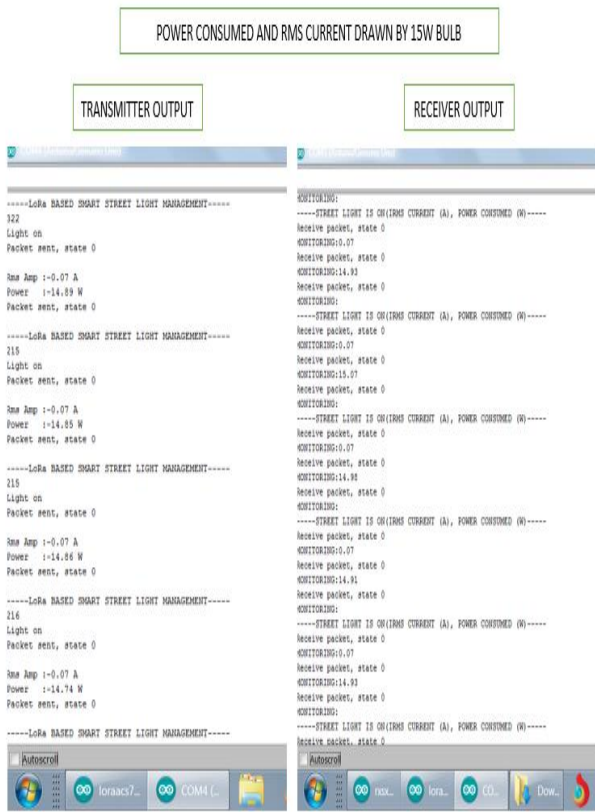 POWER CONSUMED AND RMS CURRENT DRAWN BY 15W BULB
TRANSMITTER OUTPUT
-----LoRa BASED SMART STREET LIGHT MANAGEMENT-----
322
Light on
Packet sent, state 0
Rms Amp :-0.07 A
Power :-14.89 W
Packet sent, state 0
-----LoRa BASED SMART STREET LIGHT MANAGEMENT-----
215
Light on
Packet sent, state 0
Rms Amp :-0.07 A
Power :-14.85 W
Packet sent, state 0
-----LoRa BASED SMART STREET LIGHT MANAGEMENT-----
215
Light on
Packet sent, state 0
Rms Amp :-0.07 A
Power :-14.86 W
Packet sent, state 0
-----LoRa BASED SMART STREET LIGHT MANAGEMENT-----
216
Light on
Packet sent, state 0
Rms Amp :-0.07 A
Power :-14.74 W
Packet sent, state 0
-----LoRa BASED SMART STREET LIGHT MANAGEMENT-----
Autoscroll
loraacs7... COM4 (...
RECEIVER OUTPUT
MONITORING:
-----STREET LIGHT IS ON(IRMS CURRENT (A), POWER CONSUMED (W)-----
Receive packet, state 0
MONITORING:0.07
Receive packet, state 0
MONITORING:14.93
Receive packet, state 0
MONITORING:
-----STREET LIGHT IS ON(IRMS CURRENT (A), POWER CONSUMED (W)-----
Receive packet, state 0
MONITORING:0.07
Receive packet, state 0
MONITORING:15.07
Receive packet, state 0
MONITORING:
-----STREET LIGHT IS ON(IRMS CURRENT (A), POWER CONSUMED (W)-----
Receive packet, state 0
MONITORING:0.07
Receive packet, state 0
MONITORING:14.98
Receive packet, state 0
MONITORING:
-----STREET LIGHT IS ON(IRMS CURRENT (A), POWER CONSUMED (W)-----
Receive packet, state 0
MONITORING:0.07
Receive packet, state 0
MONITORING:14.91
Receive packet, state 0
MONITORING:
-----STREET LIGHT IS ON(IRMS CURRENT (A), POWER CONSUMED (W)-----
Receive packet, state 0
MONITORING:0.07
Receive packet, state 0
MONITORING:14.93
Receive packet, state 0
MONITORING:
-----STREET LIGHT IS ON(IRMS CURRENT (A), POWER CONSUMED (W)-----
Receive packet, state 0
Autoscroll
lora... CO... Dow...